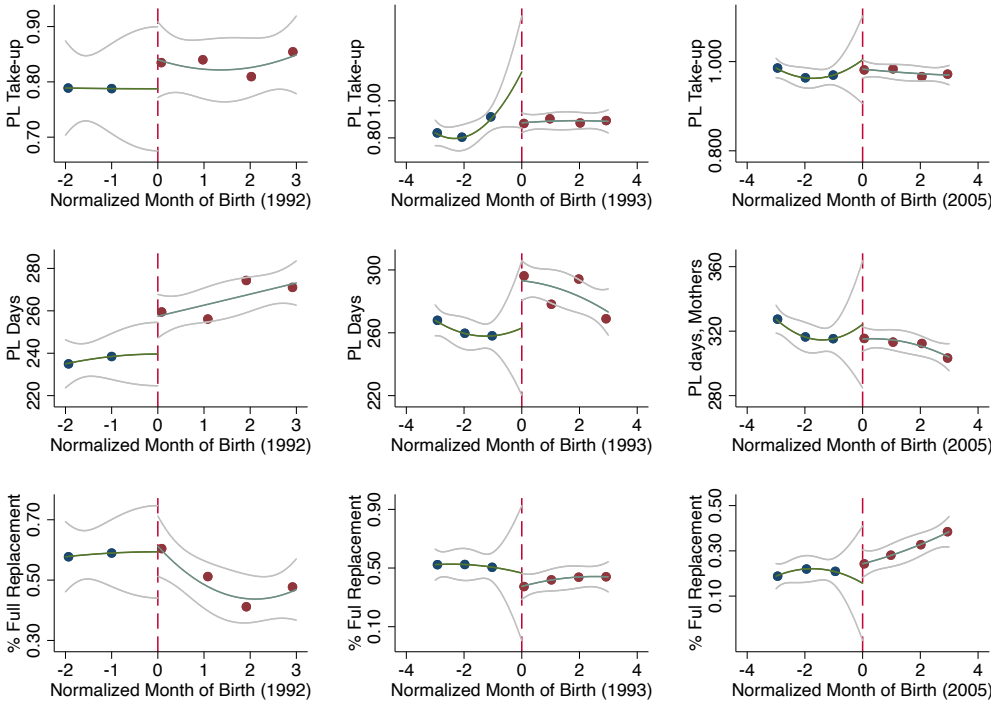 PL Take-up
0.70 0.80 0.90
-2 -1 0 1 2 3
Normalized Month of Birth (1992)
PL Take-up
0.80 1.00
-4 -2 0 2 4
Normalized Month of Birth (1993)
PL Take-up
0.800 1.000
-4 -2 0 2 4
Normalized Month of Birth (2005)
PL Days
220 240 260 280
-2 -1 0 1 2 3
Normalized Month of Birth (1992)
PL Days
220 260 300
-4 -2 0 2 4
Normalized Month of Birth (1993)
PL days, Mothers
280 320 360
-4 -2 0 2 4
Normalized Month of Birth (2005)
% Full Replacement
0.30 0.50 0.70
-2 -1 0 1 2 3
Normalized Month of Birth (1992)
% Ful Replacement
0.10 0.50 0.90
-4 -2 0 2 4
Normalized Month of Birth (1993)
% Ful Replacement
0.10 0.30 0.50
-4 -2 0 2 4
Normalized Month of Birth (2005)